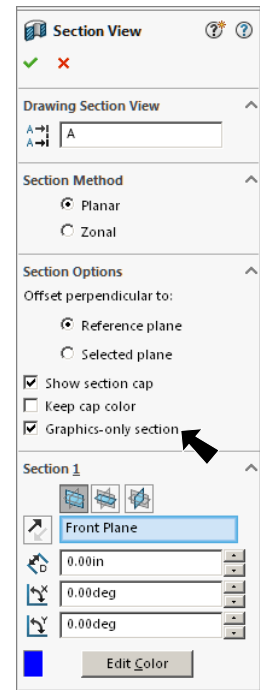 Section View
Drawing Section View
A
Section Method
Planar
Zonal
Section Options
Offset perpendicular to:
Reference plane
Selected plane
Show section cap
Keep cap color
Graphics-only section
Section 1
Front Plane
0.00in
0.00deg
0.00deg
Edit Color